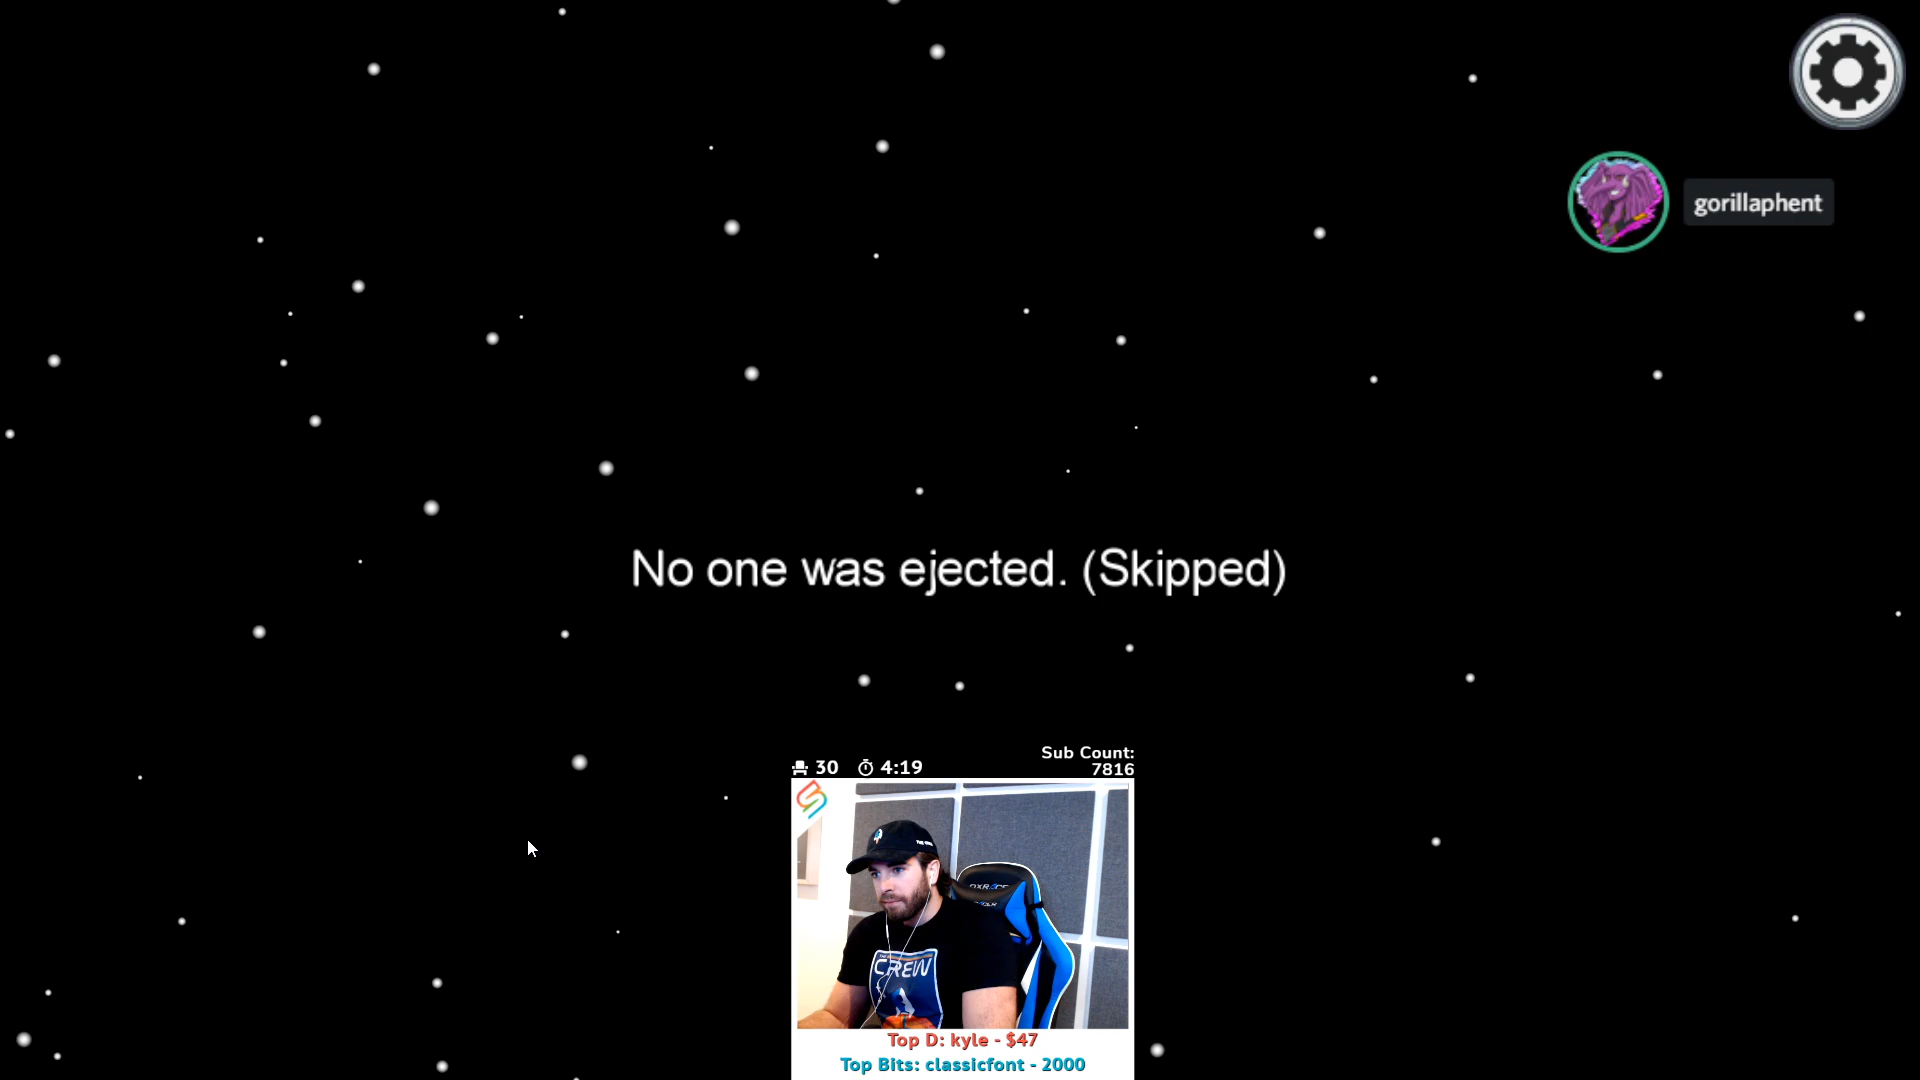 gorillaphent
No one was ejected. (Skipped)
Sub Count:
30 4:19 7816
CREW
Top D: kyle - $47
Top Bits: classicfont - 2000